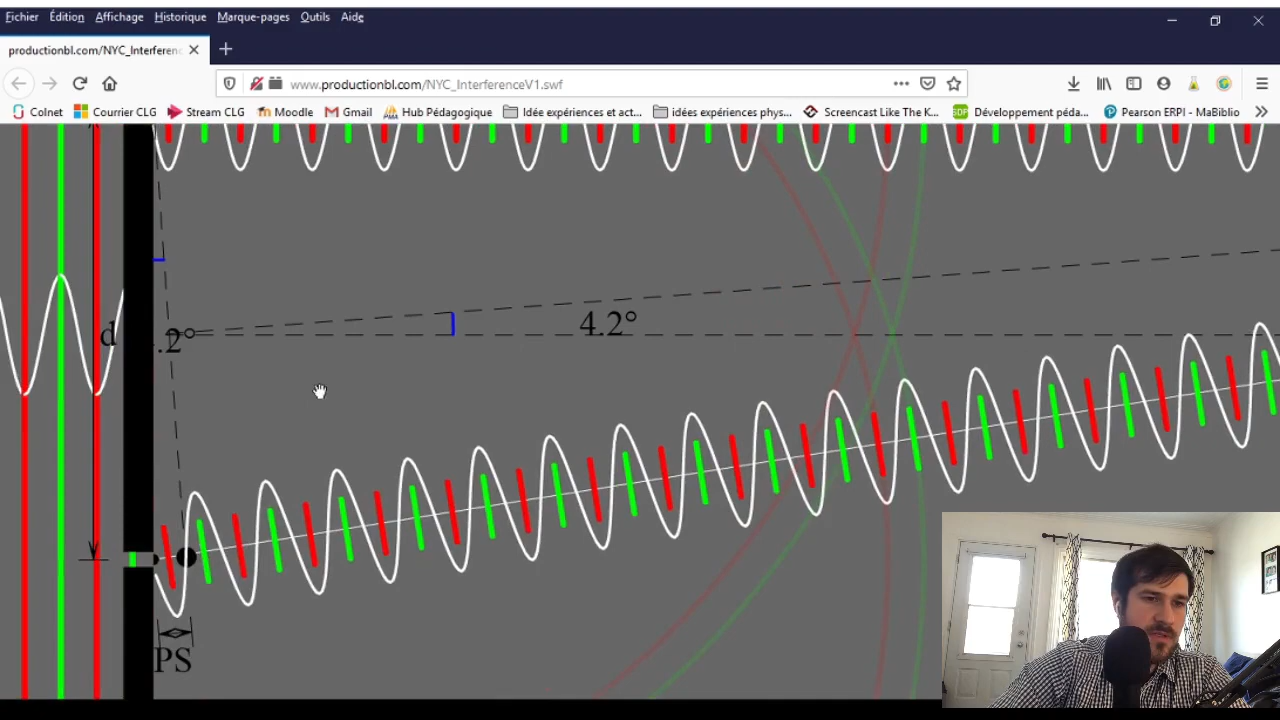 Fichier Édition Affichage Historique Marque-pages Outils Aide
productionbl.com/NYC_Interferenc
www.productionbl.com/NYC_InterferenceV1.swf
Colnet Courrier CLG Stream CLG Moodle Gmail Hub Pédagogique Idée expériences et act... idées expériences phys... Screencast Like The K... Développement péda... Pearson ERPI - MaBiblio
d
.2°
4.2°
PS